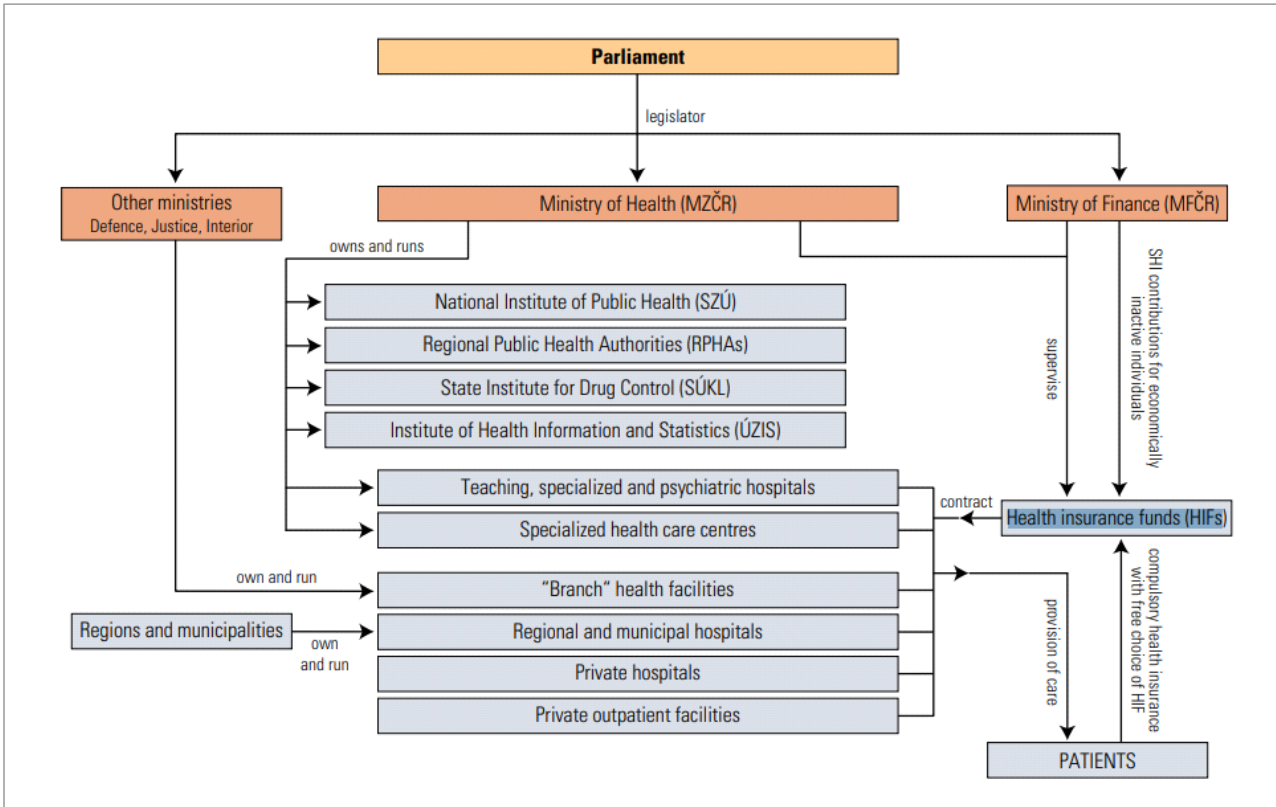 Parliament
legislator
Other ministries
Defence, Justice, Interior
Ministry of Health (MZČR)
Ministry of Finance (MFČR)
owns and runs
National Institute of Public Health (SZÚ)
Regional Public Health Authorities (RPHAs)
State Institute for Drug Control (SÚKL)
Institute of Health Information and Statistics (ÚZIS)
supervise
SHI contributions for economically
inactive individuals
Teaching, specialized and psychiatric hospitals
Specialized health care centres
contract
Health insurance funds (HIFs)
own and run
“Branch“ health facilities
Regions and municipalities
own
and run
Regional and municipal hospitals
Private hospitals
Private outpatient facilities
provision of care
compulsory health insurance
with free choice of
HIF
PATIENTS